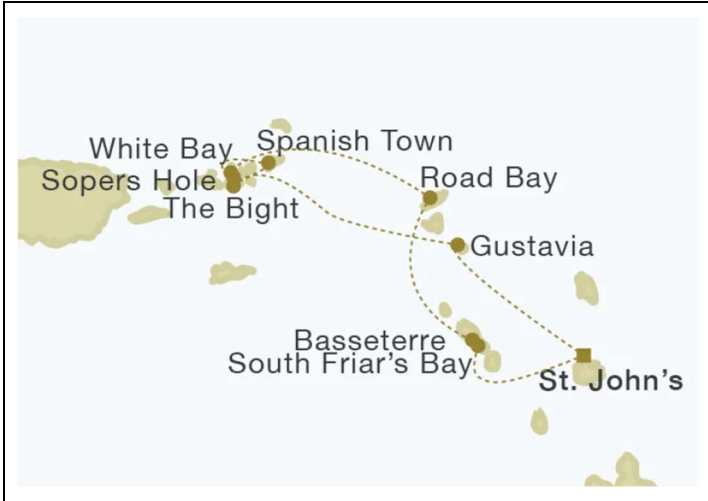 White Bay
Spanish Town
Sopers Hole
Road Bay
The Bight
Gustavia
Basseterre
South Friar's Bay
St. John's